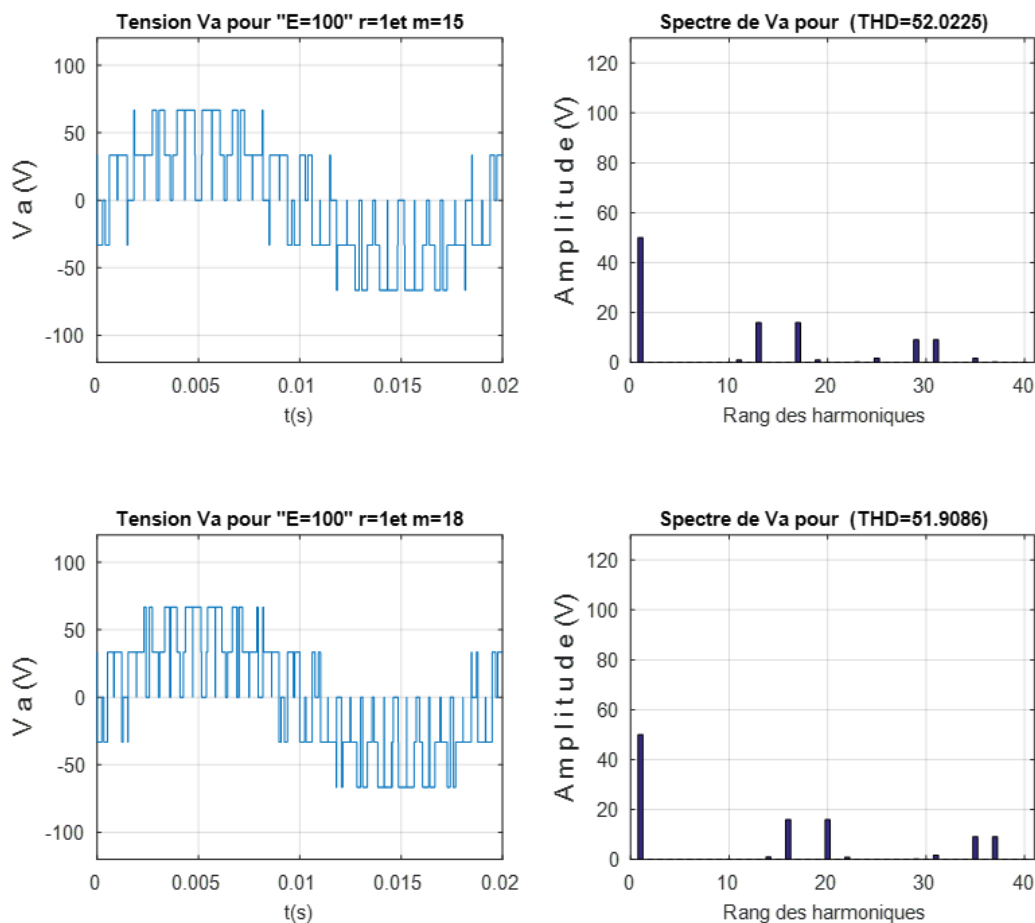 Tension Va pour "E=100" r=1et m=15
100
50
0
-50
-100
V a (V)
0 0.005 0.01 0.015 0.02
t(s)
Spectre de Va pour (THD=52.0225)
120
100
80
60
40
20
0
A m p l i t u d e (V)
0 10 20 30 40
Rang des harmoniques
Tension Va pour "E=100" r=1et m=18
100
50
0
-50
-100
V a (V)
0 0.005 0.01 0.015 0.02
t(s)
Spectre de Va pour (THD=51.9086)
120
100
80
60
40
20
0
A m p l i t u d e (V)
0 10 20 30 40
Rang des harmoniques